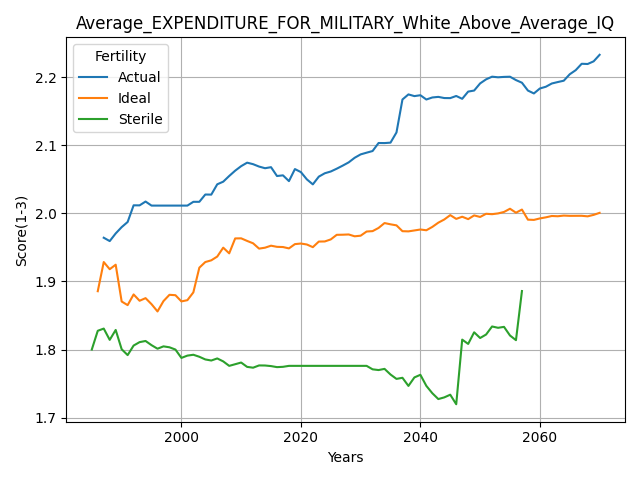 Average_EXPENDITURE_FOR_MILITARY_White_Above_Average_IQ
Fertility
Actual
Ideal
Sterile
Score(1-3)
2.2
2.1
2.0
1.9
1.8
1.7
2000
2020
2040
2060
Years